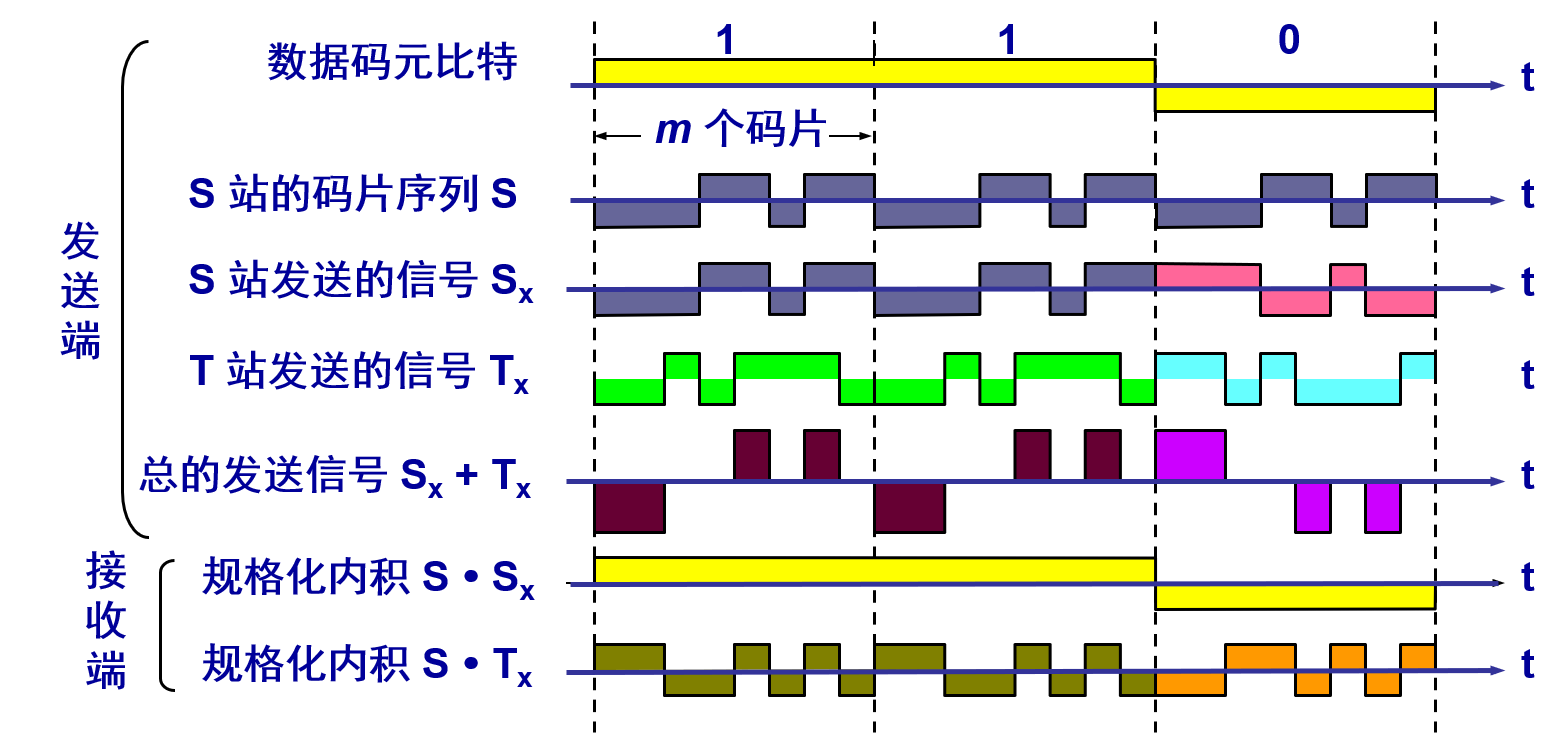 1 1 0
数据码元比特 t
m 个码片
S 站的码片序列 S t
S 站发送的信号 Sx t
T 站发送的信号 Tx t
总的发送信号 Sx + Tx t
规格化内积 S • Sx t
规格化内积 S • Tx t
发送端
接收端